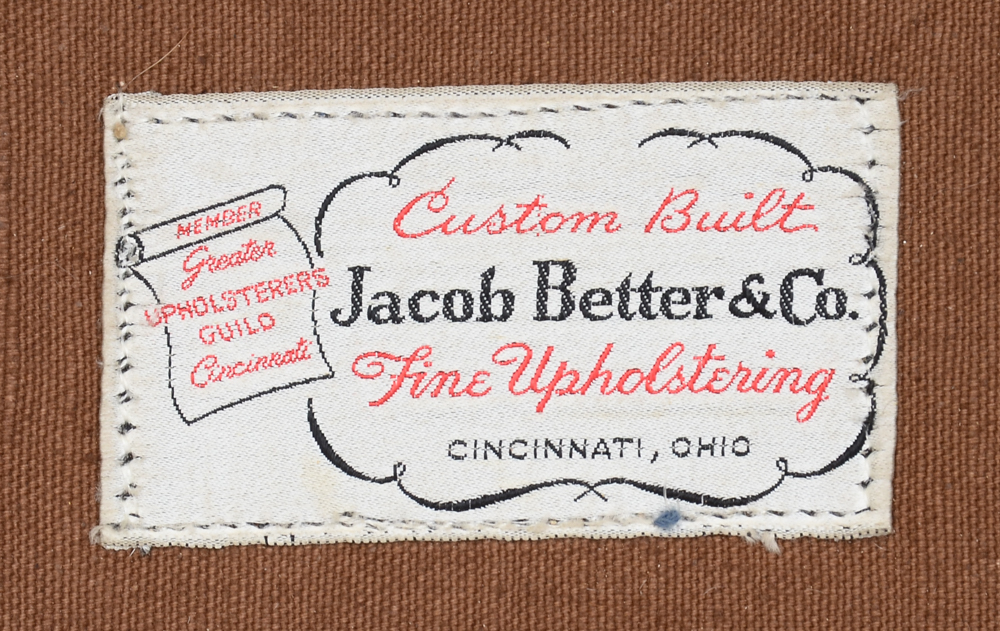 MEMBER
Greater
UPHOLSTERERS
GUILD
Cincinnati
Custom Built
Jacob Better & Co.
Fine Upholstering
CINCINNATI, OHIO